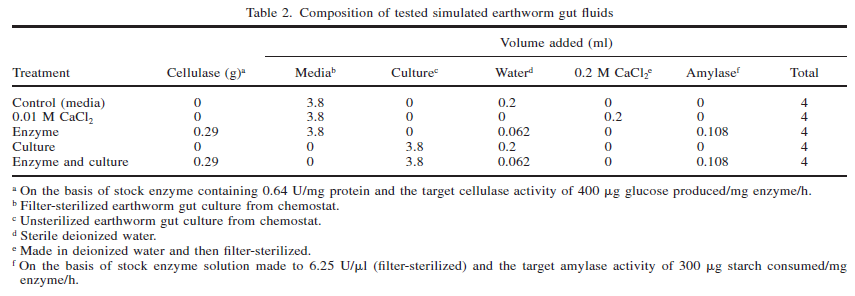 Table 2. Composition of tested simulated earthworm gut fluids
Volume added (ml)
Treatment Cellulase (g)ᵃ Mediaᵇ Cultureᶜ Waterᵈ 0.2 M CaCl₂ᵉ Amylaseᶠ Total
Control (media) 0 3.8 0 0.2 0 0 4
0.01 M CaCl₂ 0 3.8 0 0 0.2 0 4
Enzyme 0.29 3.8 0 0.062 0 0.108 4
Culture 0 0 3.8 0.2 0 0 4
Enzyme and culture 0.29 0 3.8 0.062 0 0.108 4
ᵃ On the basis of stock enzyme containing 0.64 U/mg protein and the target cellulase activity of 400 μg glucose produced/mg enzyme/h.
ᵇ Filter-sterilized earthworm gut culture from chemostat.
ᶜ Unsterilized earthworm gut culture from chemostat.
ᵈ Sterile deionized water.
ᵉ Made in deionized water and then filter-sterilized.
ᶠ On the basis of stock enzyme solution made to 6.25 U/μl (filter-sterilized) and the target amylase activity of 300 μg starch consumed/mg
enzyme/h.